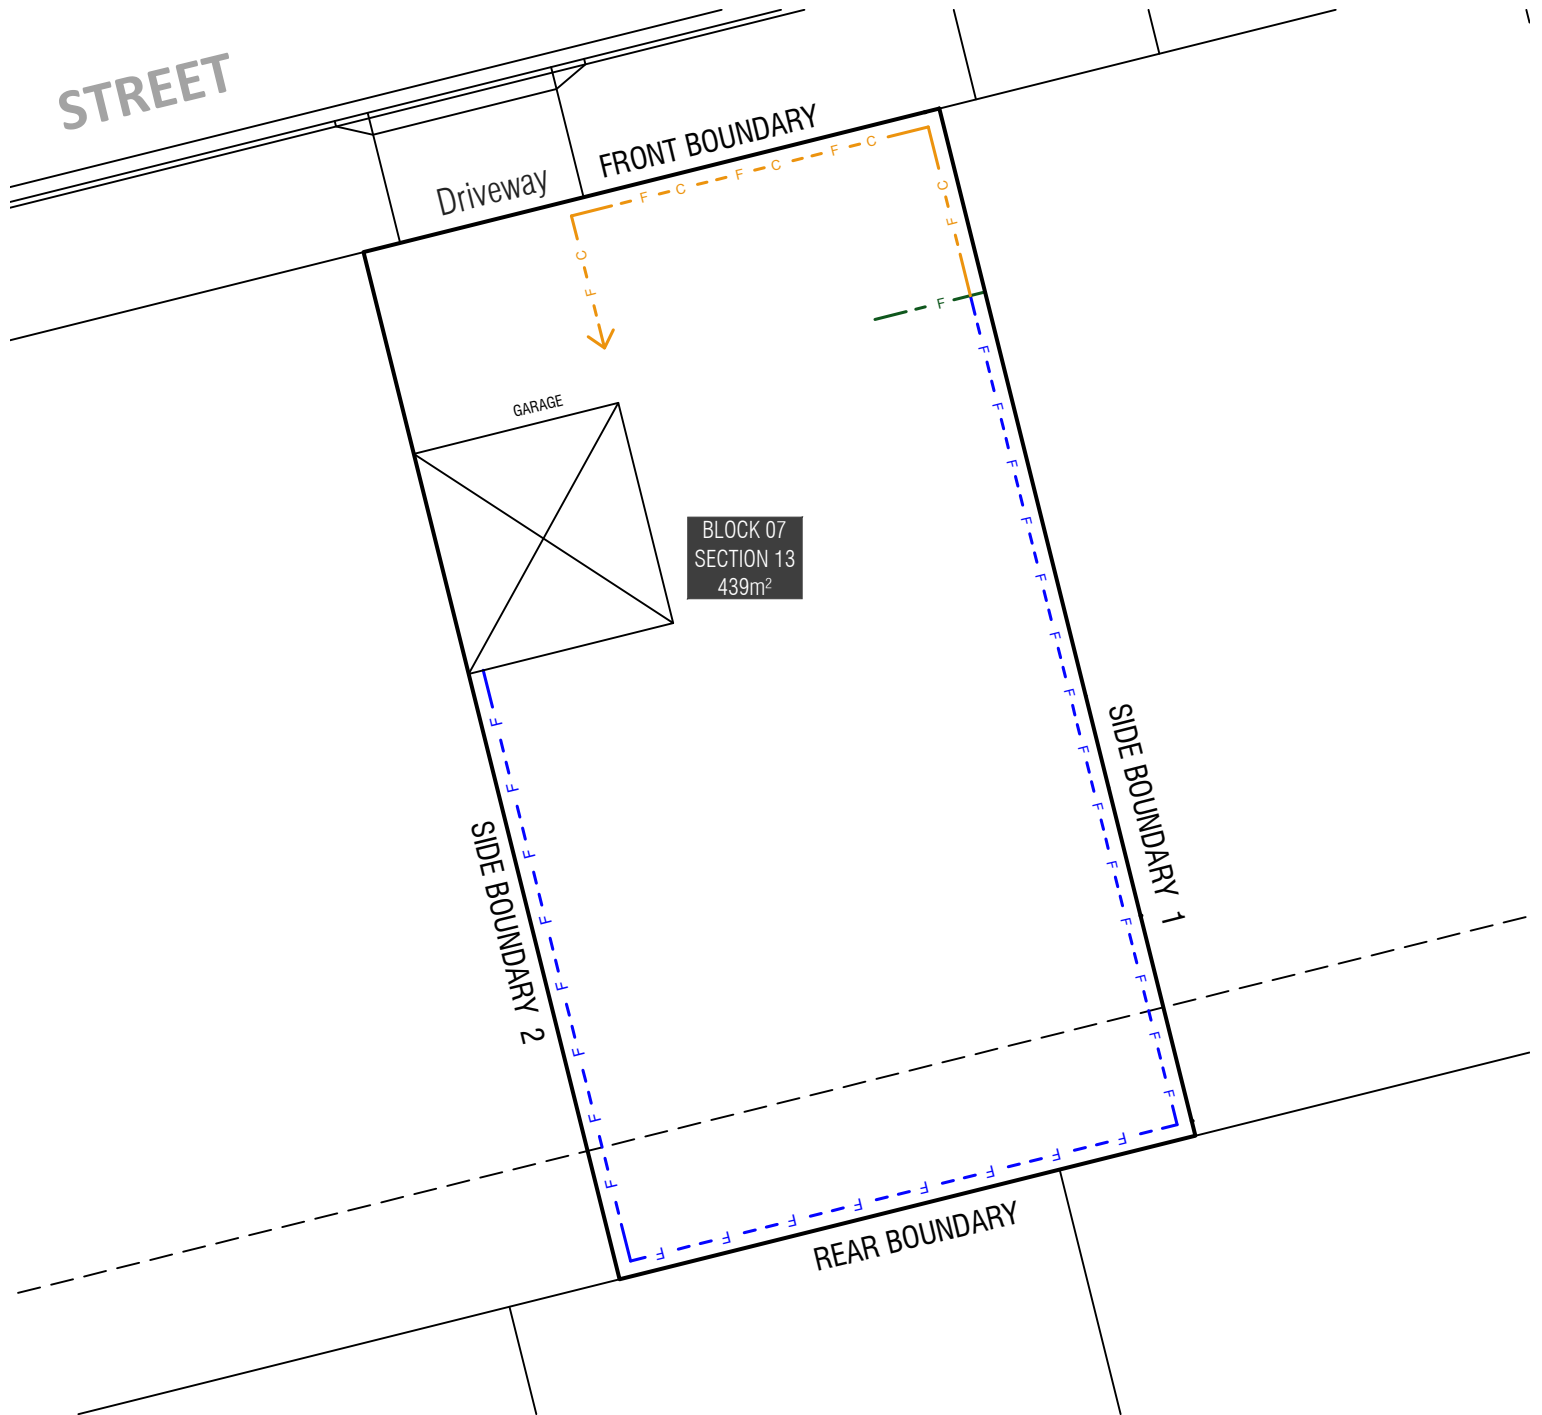 STREET
FRONT BOUNDARY
Driveway
F C F C F C
C F
C F
F
GARAGE
BLOCK 07
SECTION 13
439m²
SIDE BOUNDARY 1
SIDE BOUNDARY 2
F F F F F F F F F F F F F F
F F F F F F F F
F F F F F F F F
REAR BOUNDARY